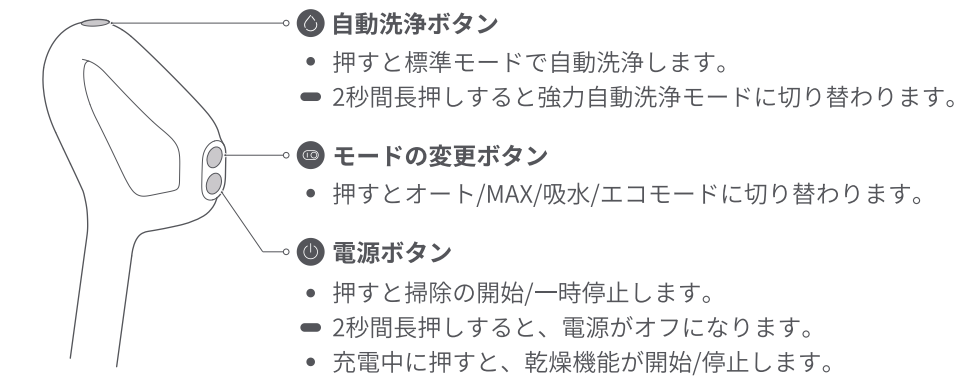 自動洗浄ボタン
押すと標準モードで自動洗浄します。
2秒間長押しすると強力自動洗浄モードに切り替わります。
モードの変更ボタン
押すとオート/MAX/吸水/エコモードに切り替わります。
電源ボタン
押すと掃除の開始/一時停止します。
2秒間長押しすると、電源がオフになります。
充電中に押すと、乾燥機能が開始/停止します。